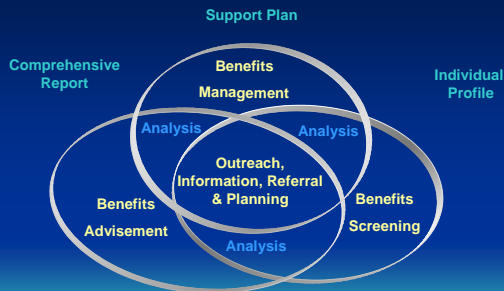 Support Plan
Comprehensive
Report
Benefits
Management
Individual
Profile
Analysis
Analysis
Outreach,
Information, Referral
& Planning
Benefits
Advisement
Benefits
Screening
Analysis